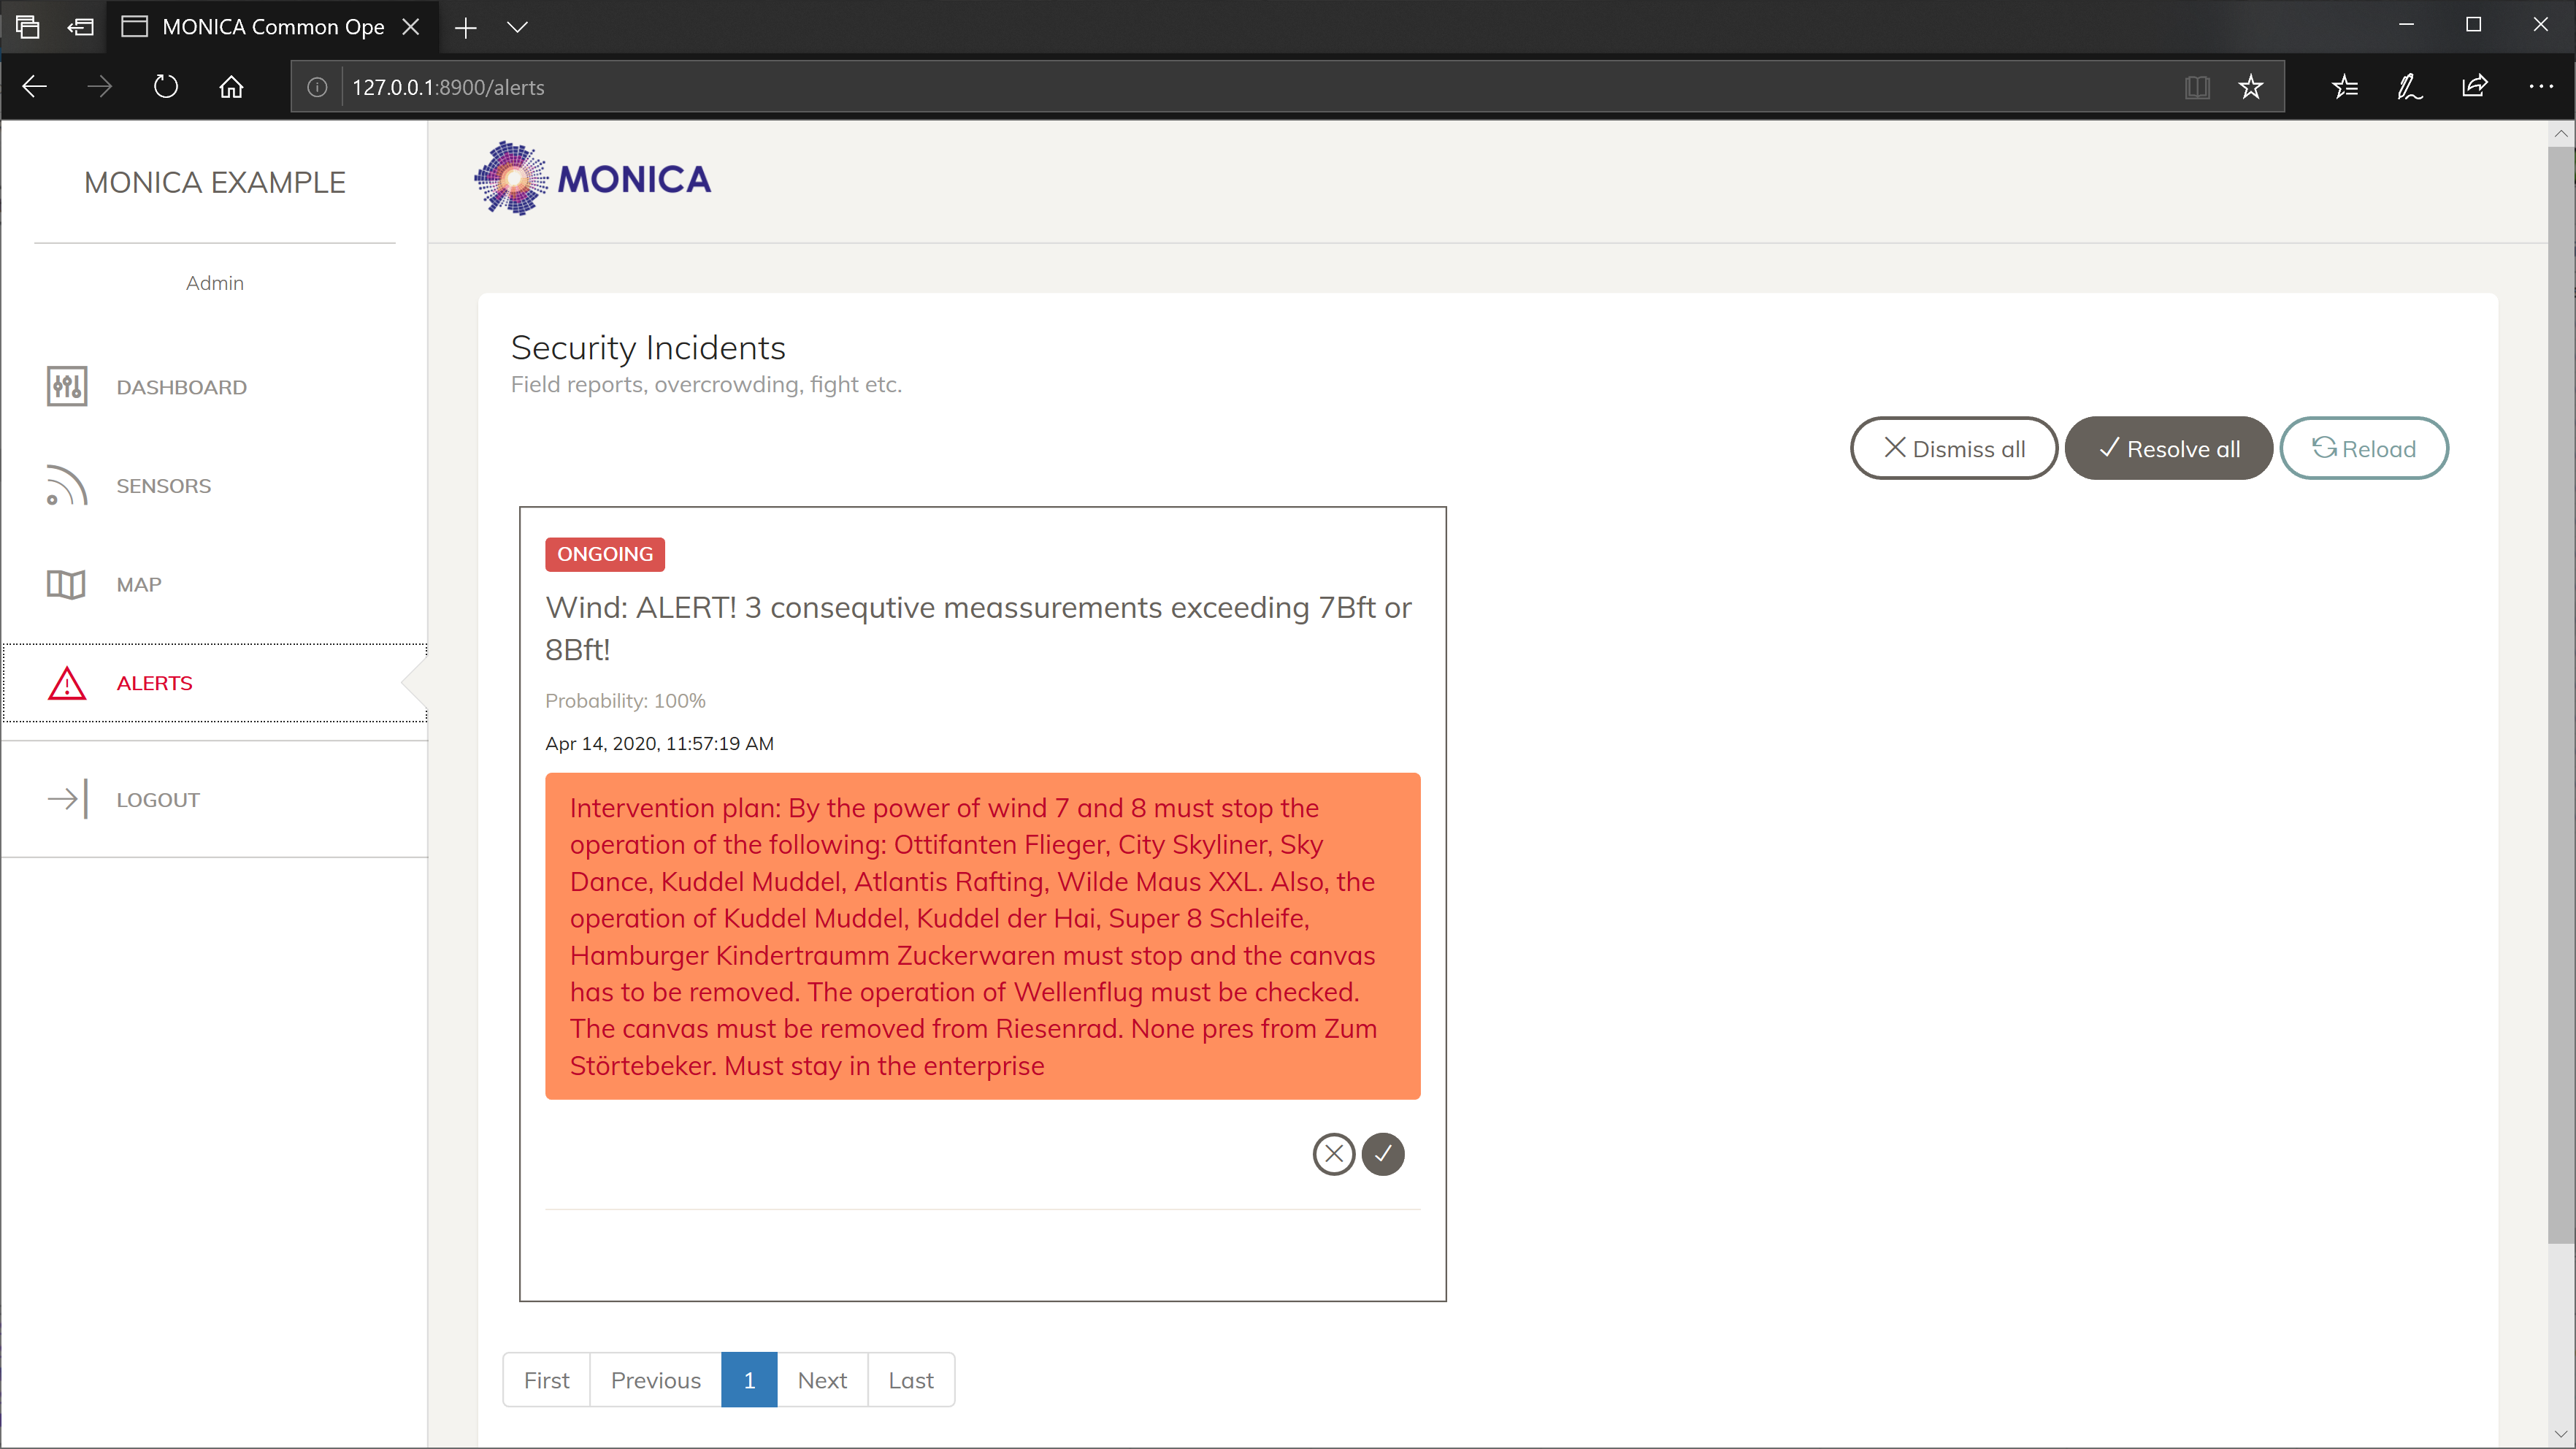 MONICA Common Ope
127.0.0.1:8900/alerts
MONICA EXAMPLE
Admin
DASHBOARD
SENSORS
MAP
ALERTS
LOGOUT
MONICA
Security Incidents
Field reports, overcrowding, fight etc.
Dismiss all
Resolve all
Reload
ONGOING
Wind: ALERT! 3 consequtive meassurements exceeding 7Bft or
8Bft!
Probability: 100%
Apr 14, 2020, 11:57:19 AM
Intervention plan: By the power of wind 7 and 8 must stop the
operation of the following: Ottifanten Flieger, City Skyliner, Sky
Dance, Kuddel Muddel, Atlantis Rafting, Wilde Maus XXL. Also, the
operation of Kuddel Muddel, Kuddel der Hai, Super 8 Schleife,
Hamburger Kindertraumm Zuckerwaren must stop and the canvas
has to be removed. The operation of Wellenflug must be checked.
The canvas must be removed from Riesenrad. None pres from Zum
Störtebeker. Must stay in the enterprise
First
Previous
1
Next
Last